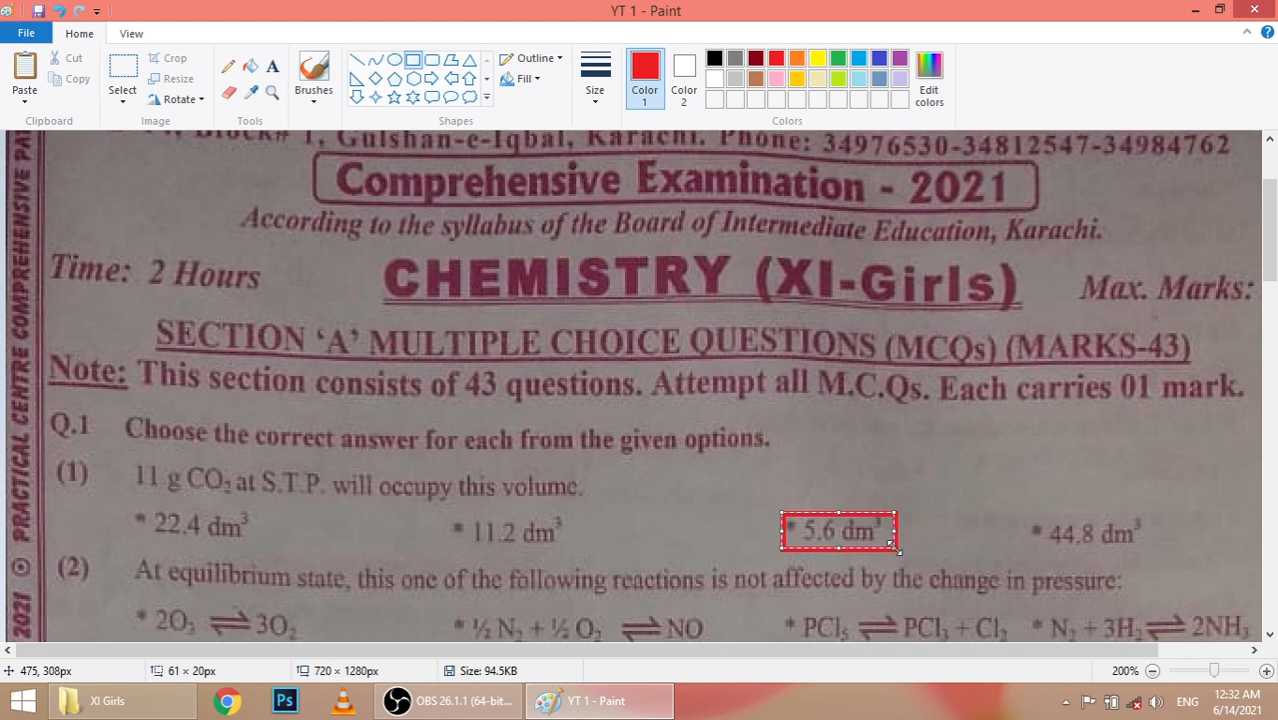 YT 1 - Paint
File
Home
View
Paste
Cut
Copy
Clipboard
Select
Crop
Resize
Rotate
Image
Tools
Brushes
Shapes
Outline
Fill
Size
Color 1
Color 2
Edit colors
Colors
Block# 1, Gulshan-e-Iqbal, Karachi. Phone: 34976530-34812547-34984762
Comprehensive Examination - 2021
According to the syllabus of the Board of Intermediate Education, Karachi.
Time: 2 Hours
CHEMISTRY (XI-Girls)
Max. Marks:
SECTION ‘A’ MULTIPLE CHOICE QUESTIONS (MCQs) (MARKS-43)
Note: This section consists of 43 questions. Attempt all M.C.Qs. Each carries 01 mark.
Q.1 Choose the correct answer for each from the given options.
(1) 11 g CO₂ at S.T.P. will occupy this volume.
* 22.4 dm³ * 11.2 dm³ * 5.6 dm³ * 44.8 dm³
(2) At equilibrium state, this one of the following reactions is not affected by the change in pressure:
* 2O₃ ⇌ 3O₂ * ½ N₂ + ½ O₂ ⇌ NO * PCl₅ ⇌ PCl₃ + Cl₂ * N₂ + 3H₂ ⇌ 2NH₃
2021 ⊙ PRACTICAL CENTRE COMPREHENSIVE PA
475, 308px
61 × 20px
720 × 1280px
Size: 94.5KB
200%
XI Girls
Ps
OBS 26.1.1 (64-bit...
YT 1 - Paint
ENG
12:32 AM
6/14/2021